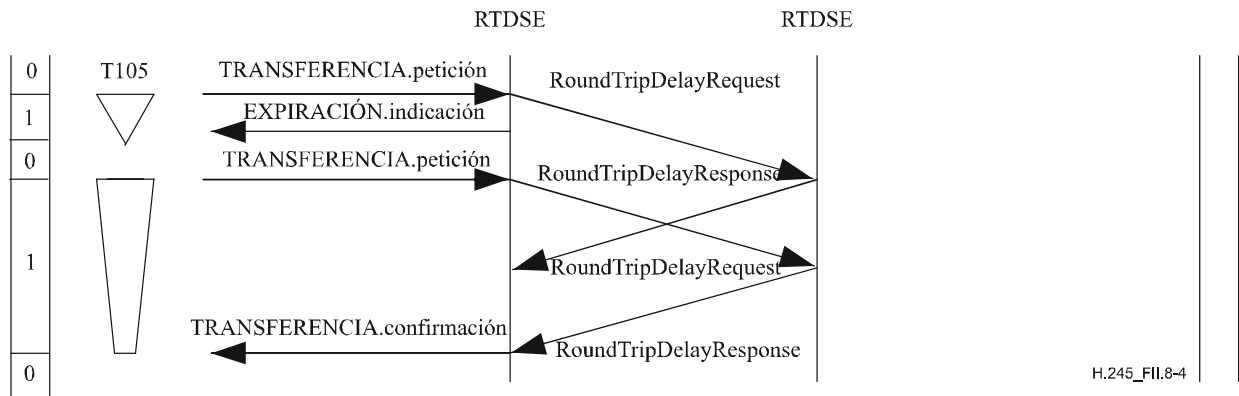 RTDSE RTDSE
0 T105 TRANSFERENCIA.petición RoundTripDelayRequest
1 EXPIRACIÓN.indicación
0 TRANSFERENCIA.petición RoundTripDelayResponse
1 RoundTripDelayRequest
TRANSFERENCIA.confirmación RoundTripDelayResponse
0 H.245_FII.8-4